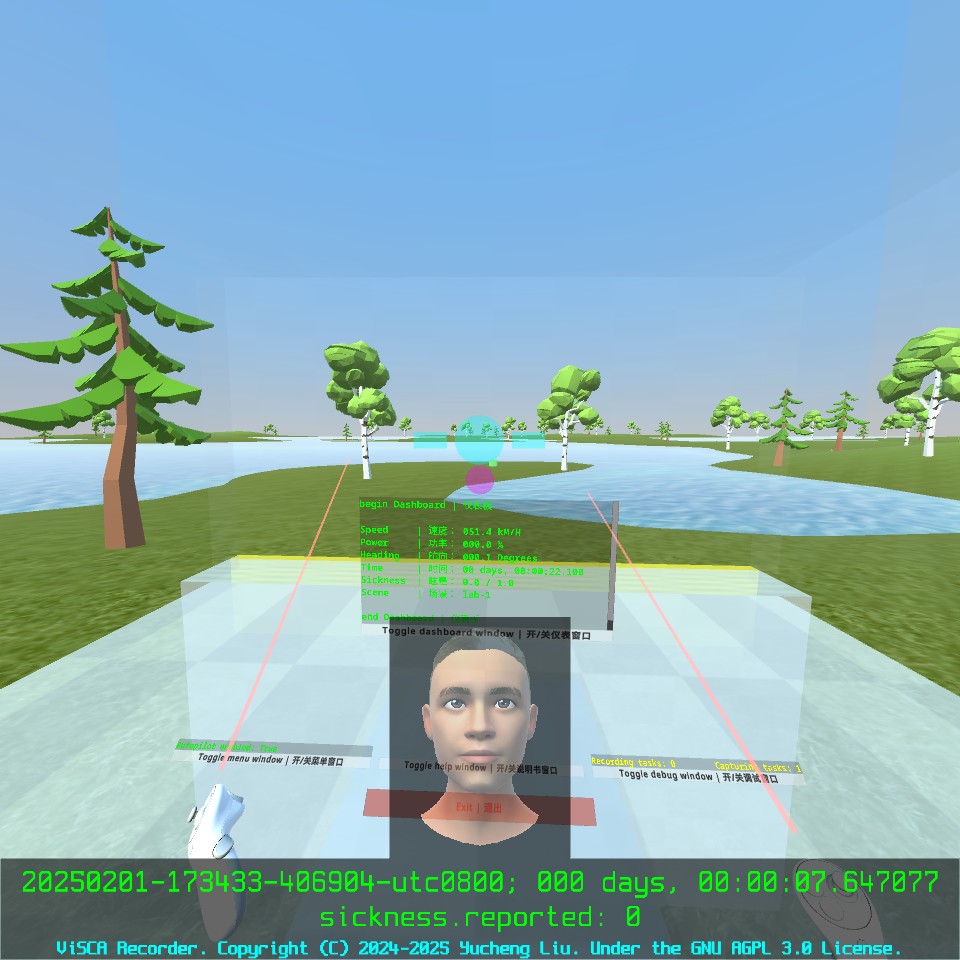 begin Dashboard |
Speed | 速度： 051.4 kM/H
Power | 功率： 000.0 %
Heading | 航向： 000.1 Degrees
Time | 时间： 00 days, 00:00:22.100
Sickness | 眩晕： 0.0 / 1.0
Scene | 场景： lab-1
end Dashboard |
Toggle dashboard window | 开/关仪表窗口
Autopilot enabled: True
Toggle menu window | 开/关菜单窗口
Toggle help window | 开/关说明书窗口
Recording tasks: 0 Capturing tasks: 1
Toggle debug window | 开/关调试窗口
Exit | 退出
20250201-173433-406904-utc0800; 000 days, 00:00:07.647077
sickness.reported: 0
ViSCA Recorder. Copyright (C) 2024-2025 Yucheng Liu. Under the GNU AGPL 3.0 License.